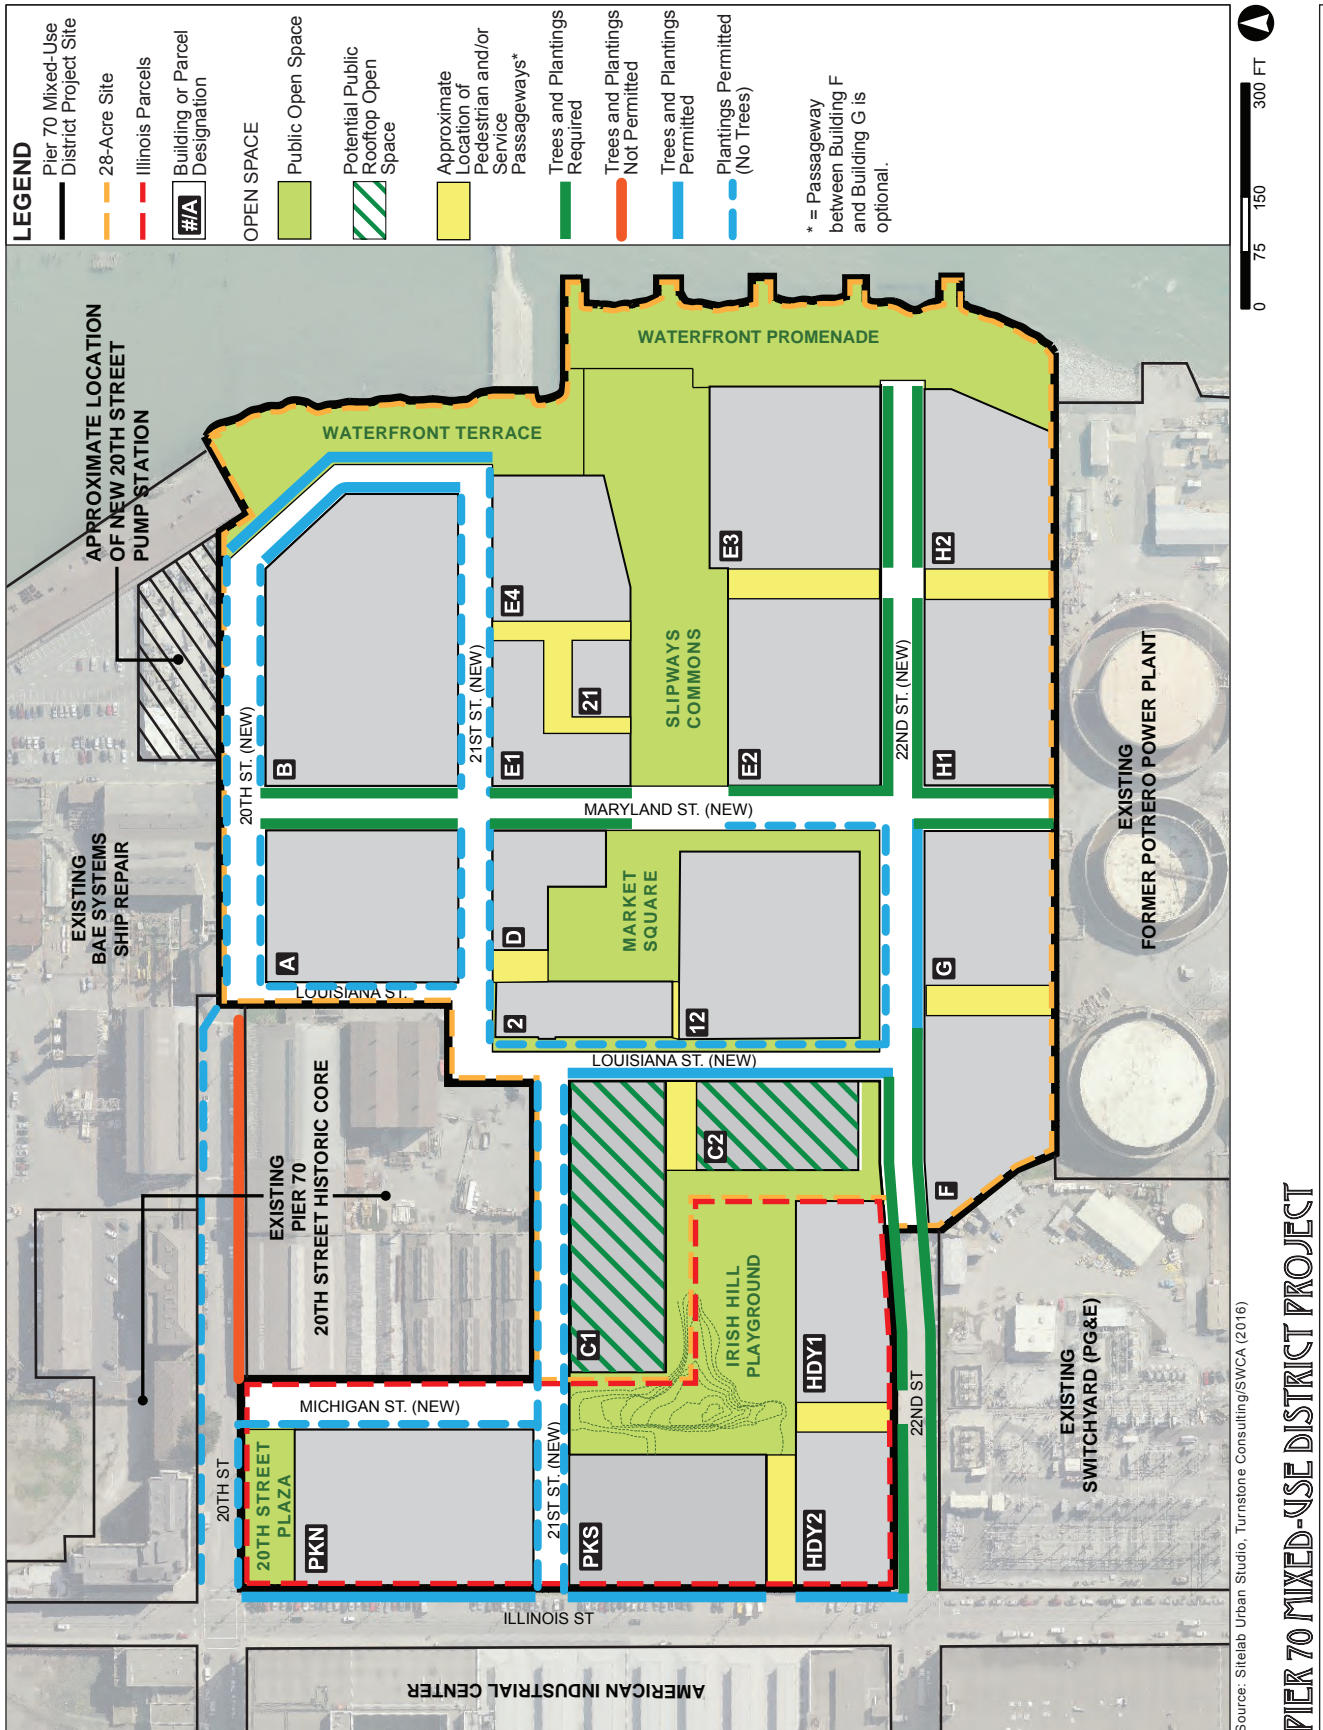 LEGEND
Pier 70 Mixed-Use
District Project Site
28-Acre Site
Illinois Parcels
#/A
Building or Parcel
Designation
OPEN SPACE
Public Open Space
Potential Public
Rooftop Open
Space
Approximate
Location of
Pedestrian and/or
Service
Passageways*
Trees and Plantings
Required
Trees and Plantings
Not Permitted
Trees and Plantings
Permitted
Plantings Permitted
(No Trees)
* = Passageway
between Building F
and Building G is
optional.
0
75
150
300 FT
APPROXIMATE LOCATION
OF NEW 20TH STREET
PUMP STATION
WATERFRONT TERRACE
WATERFRONT PROMENADE
EXISTING
BAE SYSTEMS
SHIP REPAIR
20TH ST. (NEW)
B
A
LOUISIANA ST.
21ST ST. (NEW)
E4
E1
21
SLIPWAYS
COMMONS
E3
E2
22ND ST. (NEW)
H2
H1
MARYLAND ST. (NEW)
D
2
MARKET
SQUARE
12
G
F
LOUISIANA ST. (NEW)
EXISTING
FORMER POTRERO POWER PLANT
EXISTING
PIER 70
20TH STREET HISTORIC CORE
C1
C2
IRISH HILL
PLAYGROUND
HDY1
HDY2
MICHIGAN ST. (NEW)
20TH ST
20TH STREET
PLAZA
PKN
21ST ST. (NEW)
PKS
22ND ST
EXISTING
SWITCHYARD (PG&E)
ILLINOIS ST
AMERICAN INDUSTRIAL CENTER
Source: Sitelab Urban Studio, Turnstone Consulting/SWCA (2016)
PIER 70 MIXED-USE DISTRICT PROJECT